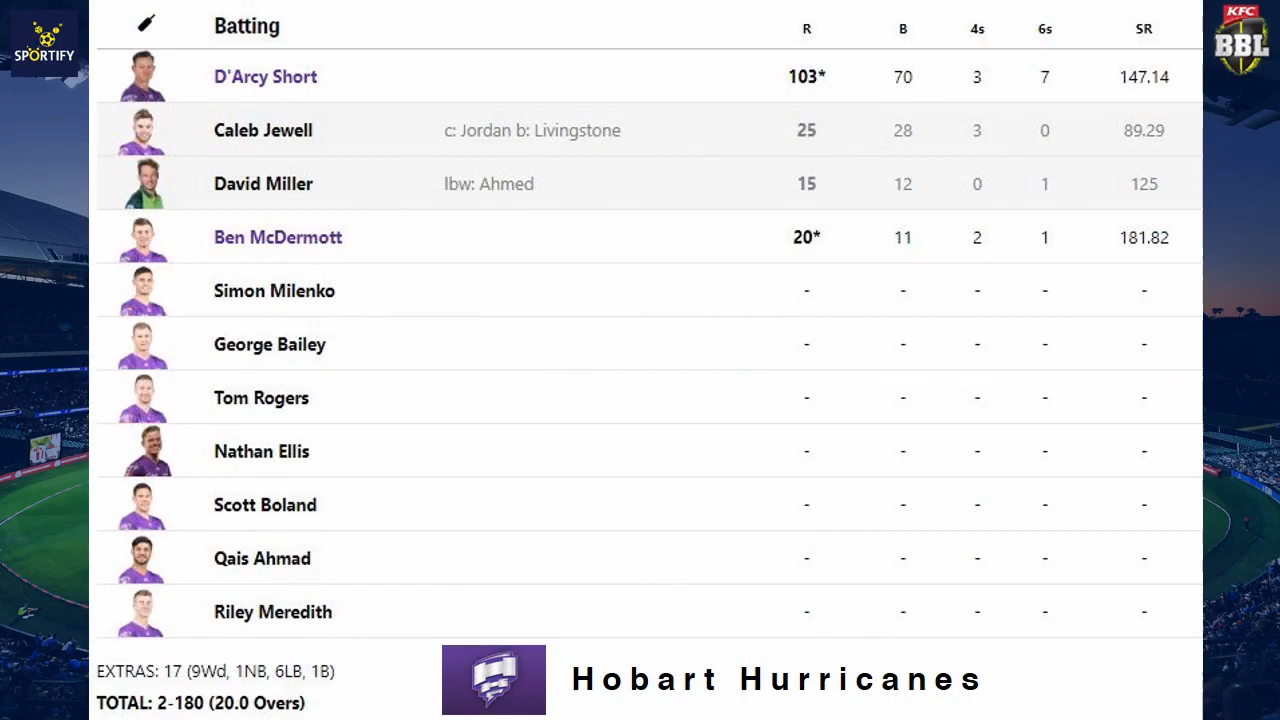 SPORTIFY
KFC
BBL
Batting R B 4s 6s SR
D'Arcy Short 103* 70 3 7 147.14
Caleb Jewell c: Jordan b: Livingstone 25 28 3 0 89.29
David Miller lbw: Ahmed 15 12 0 1 125
Ben McDermott 20* 11 2 1 181.82
Simon Milenko - - - - -
George Bailey - - - - -
Tom Rogers - - - - -
Nathan Ellis - - - - -
Scott Boland - - - - -
Qais Ahmad - - - - -
Riley Meredith - - - - -
EXTRAS: 17 (9Wd, 1NB, 6LB, 1B)
TOTAL: 2-180 (20.0 Overs)
Hobart Hurricanes